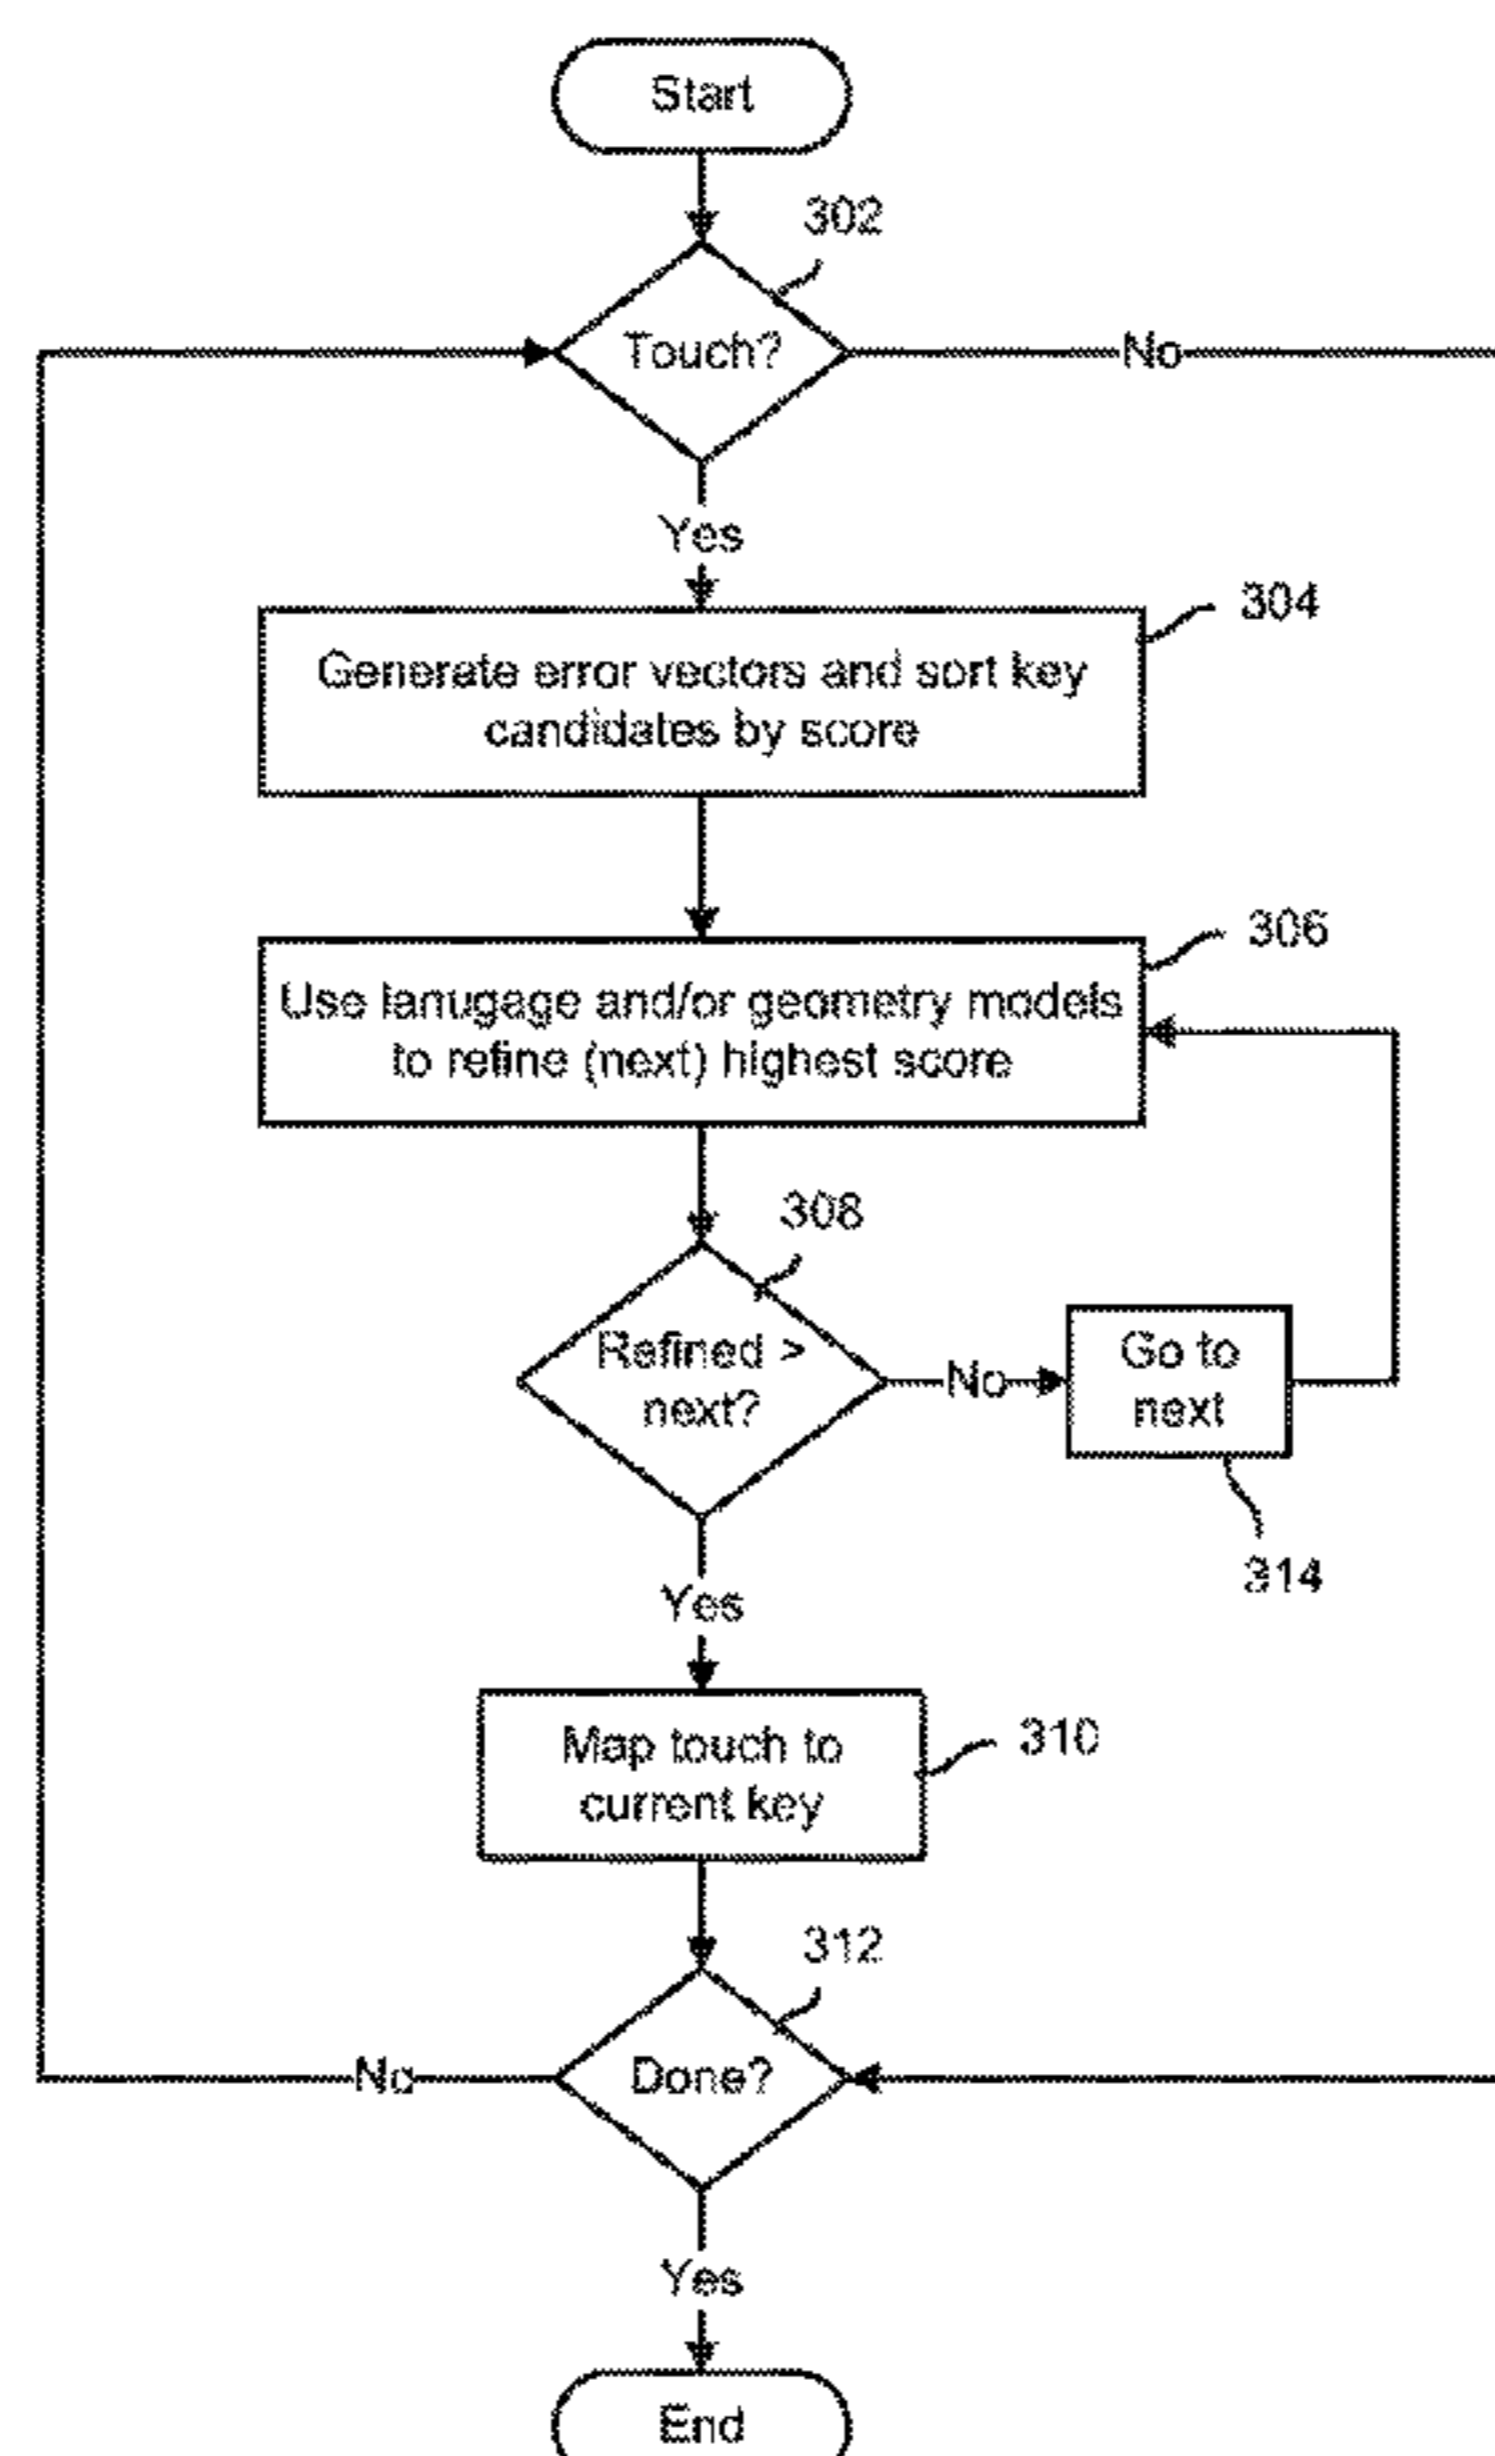 Start
302
Touch?
No
Yes
304
Generate error vectors and sort key
candidates by score
306
Use lanugage and/or geometry models
to refine (next) highest score
308
Refined >
next?
No
Go to
next
314
Yes
310
Map touch to
current key
312
Done?
No
Yes
End